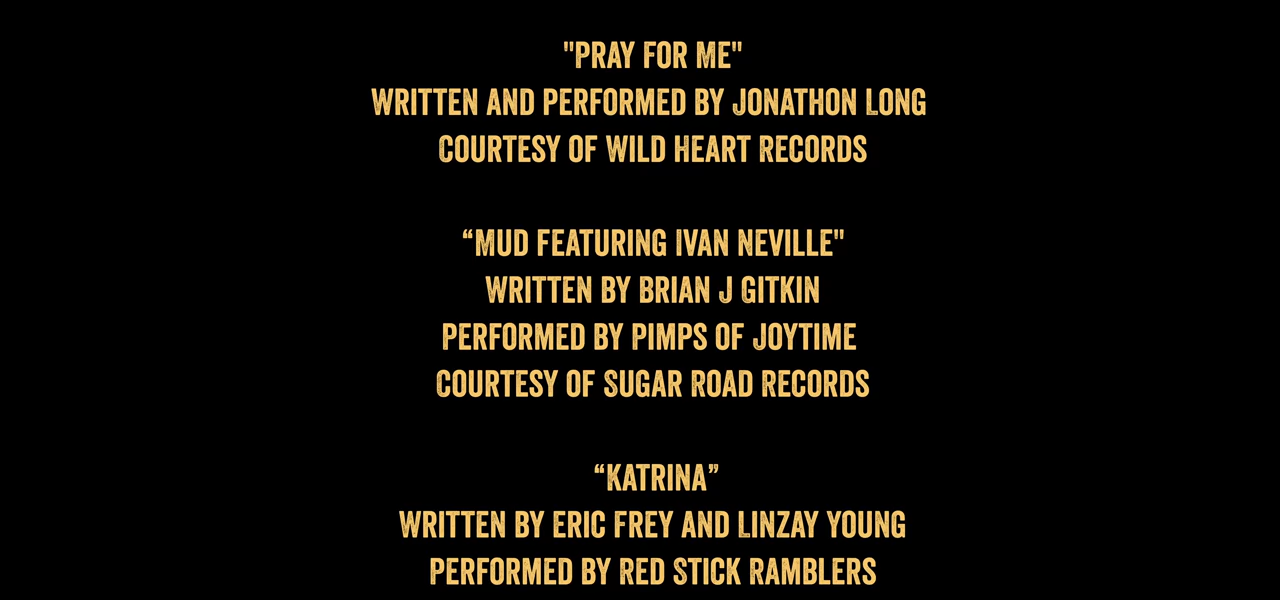 "PRAY FOR ME"
WRITTEN AND PERFORMED BY JONATHON LONG
COURTESY OF WILD HEART RECORDS
“MUD FEATURING IVAN NEVILLE"
WRITTEN BY BRIAN J GITKIN
PERFORMED BY PIMPS OF JOYTIME
COURTESY OF SUGAR ROAD RECORDS
“KATRINA”
WRITTEN BY ERIC FREY AND LINZAY YOUNG
PERFORMED BY RED STICK RAMBLERS